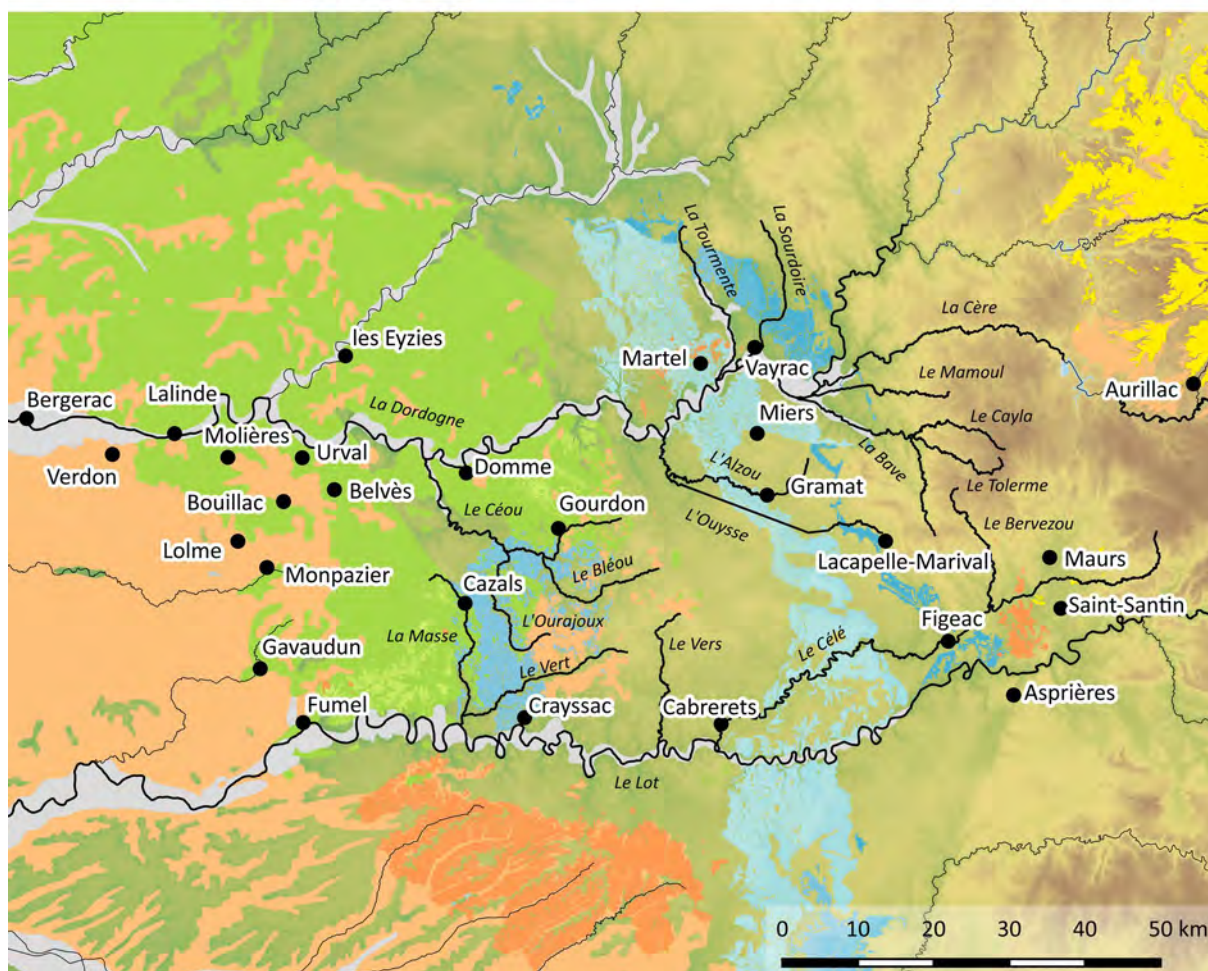 La Tourmente
La Sourdoire
les Eyzies
La Cère
Martel
Vayrac
Le Mamoul
Aurillac
Bergerac
Lalinde
La Dordogne
Miers
Le Cayla
Molières
Urval
La Bave
Verdon
Domme
L'Alzou
Gramat
Belvès
Le Tolerme
Bouillac
Gourdon
Le Céou
L'Ouysse
Le Bervezou
Lolme
Lacapelle-Marival
Maurs
Monpazier
Le Bléou
Cazals
Saint-Santin
L'Ourajoux
Figeac
La Masse
Le Vers
Le Célé
Gavaudun
Le Vert
Asprières
Fumel
Crayssac
Cabrerets
Le Lot
0 10 20 30 40 50 km